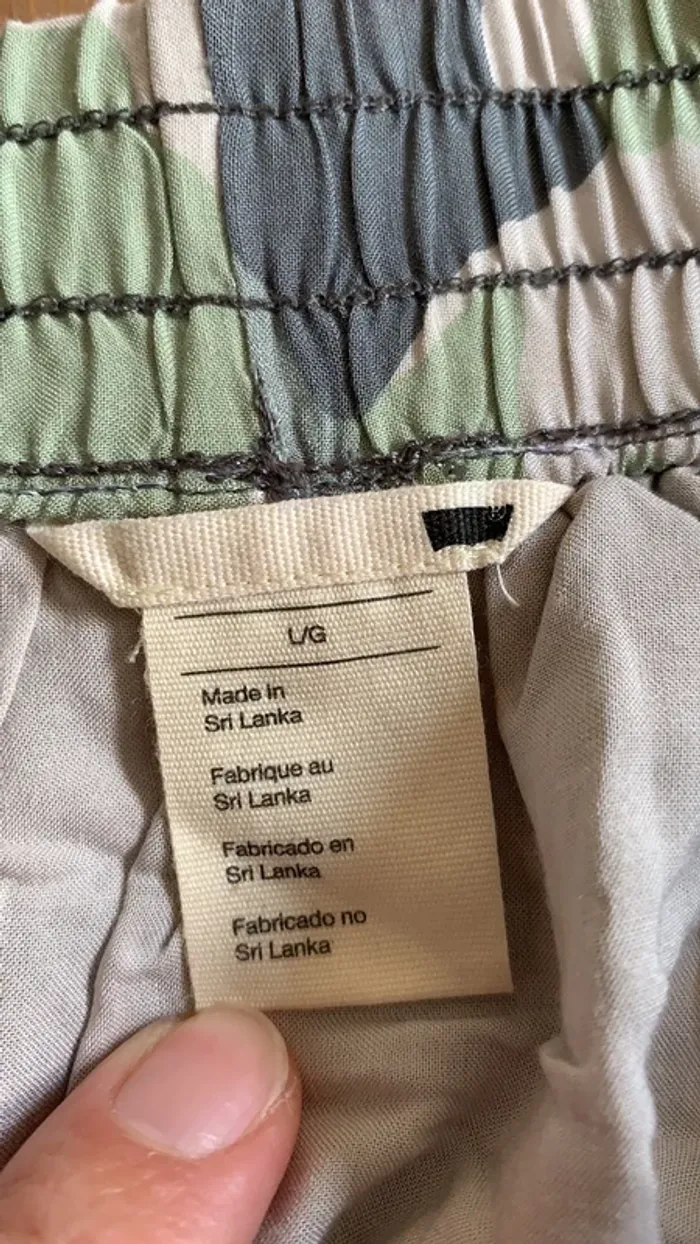 L/G
Made in
Sri Lanka
Fabrique au
Sri Lanka
Fabricado en
Sri Lanka
Fabricado no
Sri Lanka